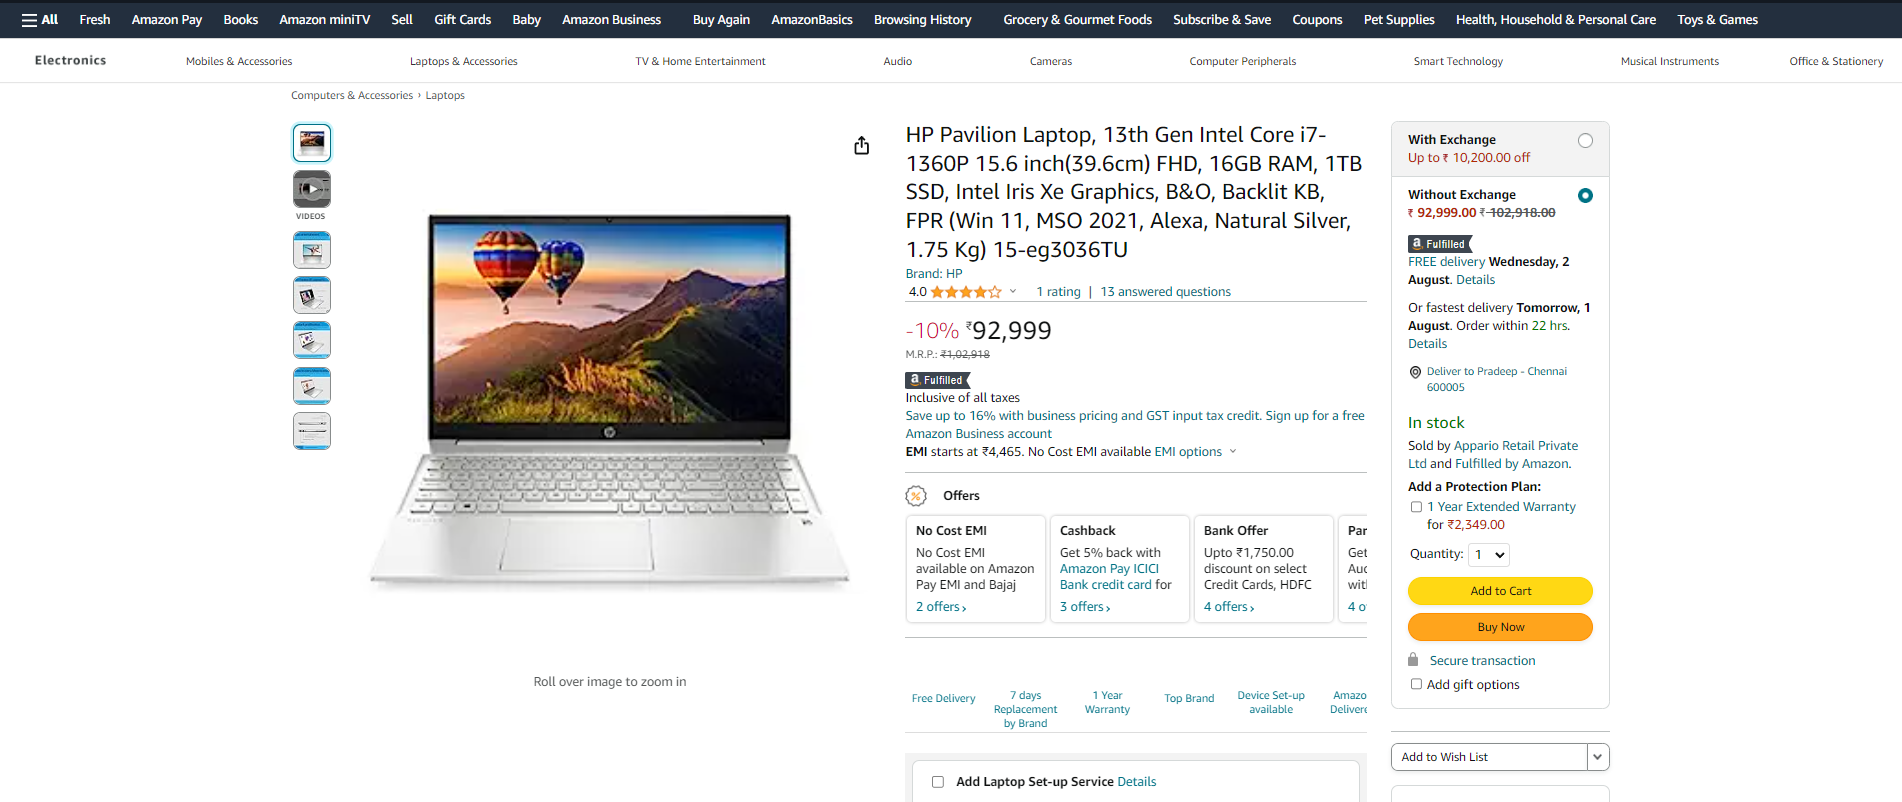 All Fresh Amazon Pay Books Amazon miniTV Sell Gift Cards Baby Amazon Business Buy Again AmazonBasics Browsing History Grocery & Gourmet Foods Subscribe & Save Coupons Pet Supplies Health, Household & Personal Care Toys & Games
Electronics Mobiles & Accessories Laptops & Accessories TV & Home Entertainment Audio Cameras Computer Peripherals Smart Technology Musical Instruments Office & Stationery
Computers & Accessories › Laptops
VIDEOS
Roll over image to zoom in
HP Pavilion Laptop, 13th Gen Intel Core i7-
1360P 15.6 inch(39.6cm) FHD, 16GB RAM, 1TB
SSD, Intel Iris Xe Graphics, B&O, Backlit KB,
FPR (Win 11, MSO 2021, Alexa, Natural Silver,
1.75 Kg) 15-eg3036TU
Brand: HP
4.0 1 rating | 13 answered questions
-10% ₹92,999
M.R.P.: ₹1,02,918
a Fulfilled
Inclusive of all taxes
Save up to 16% with business pricing and GST input tax credit. Sign up for a free
Amazon Business account
EMI starts at ₹4,465. No Cost EMI available EMI options
% Offers
No Cost EMI
No Cost EMI
available on Amazon
Pay EMI and Bajaj
2 offers ›
Cashback
Get 5% back with
Amazon Pay ICICI
Bank credit card for
3 offers ›
Bank Offer
Upto ₹1,750.00
discount on select
Credit Cards, HDFC
4 offers ›
Par
Get
Auc
wit
4 o
Free Delivery
7 days
Replacement
by Brand
1 Year
Warranty
Top Brand
Device Set-up
available
Amazo
Delivere
Add Laptop Set-up Service Details
With Exchange
Up to ₹ 10,200.00 off
Without Exchange
₹ 92,999.00 ₹ 102,918.00
a Fulfilled
FREE delivery Wednesday, 2
August. Details
Or fastest delivery Tomorrow, 1
August. Order within 22 hrs.
Details
Deliver to Pradeep - Chennai
600005
In stock
Sold by Appario Retail Private
Ltd and Fulfilled by Amazon.
Add a Protection Plan:
1 Year Extended Warranty
for ₹2,349.00
Quantity: 1
Add to Cart
Buy Now
Secure transaction
Add gift options
Add to Wish List